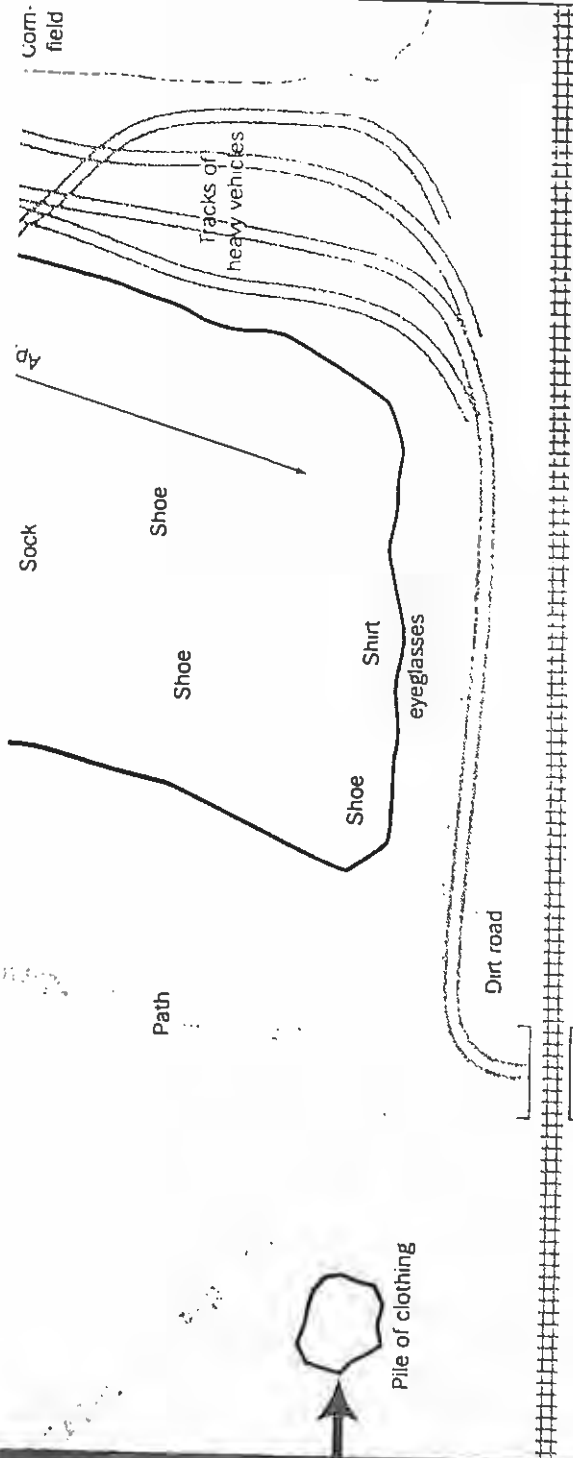 Corn-
field
Tracks of
heavy vehicles
Sock
Shoe
Shoe
Shirt
eyeglasses
Shoe
Path
Dirt road
Pile of clothing